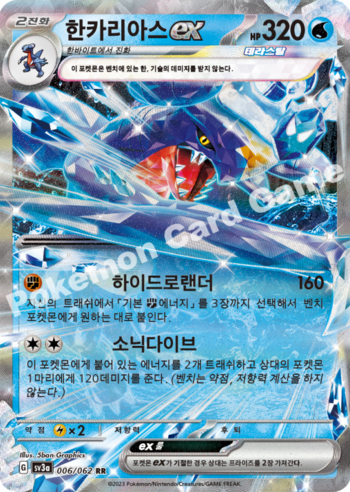 2진화
한카리아스ex HP 320
한바이트에서 진화
테라스탈
이 포켓몬은 벤치에 있는 한, 기술의 데미지를 받지 않는다.
Pokémon Card Game
하이드로랜더 160
자신의 트래쉬에서 「기본 에너지」를 3장까지 선택해서 벤치
포켓몬에게 원하는 대로 붙인다.
소닉다이브
이 포켓몬에게 붙어 있는 에너지를 2개 트래쉬하고 상대의 포켓몬
1마리에게 120데미지를 준다. (벤치는 약점, 저항력을 계산하지 않
는다.)
약점 ×2 저항력 후퇴
Illus. 5ban Graphics
G sv3a 006/062 RR
ex 룰
포켓몬 ex가 기절한 경우 상대는 프라이즈를 2장 가져간다.
©2023 Pokémon/Nintendo/Creatures/GAME FREAK.